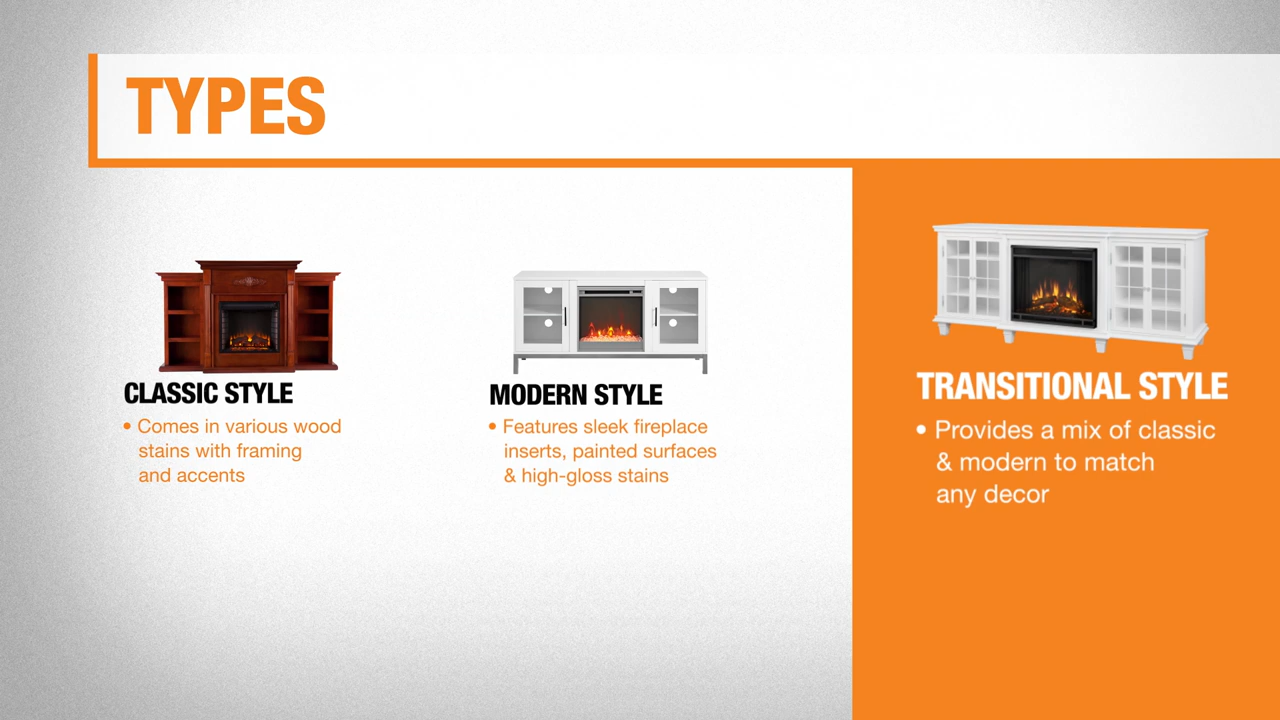 TYPES
CLASSIC STYLE
• Comes in various wood
stains with framing
and accents
MODERN STYLE
• Features sleek fireplace
inserts, painted surfaces
& high-gloss stains
TRANSITIONAL STYLE
• Provides a mix of classic
& modern to match
any decor